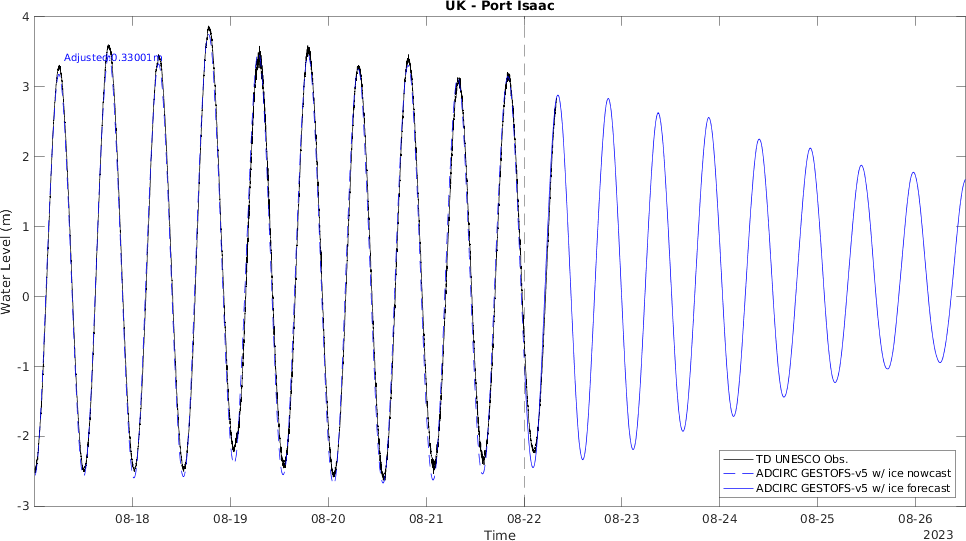 UK - Port Isaac
4
3
2
1
0
-1
-2
-3
Water Level (m)
Adjusted:0.33001m
08-18
08-19
08-20
08-21
08-22
08-23
08-24
08-25
08-26
Time
2023
TD UNESCO Obs.
ADCIRC GESTOFS-v5 w/ ice nowcast
ADCIRC GESTOFS-v5 w/ ice forecast